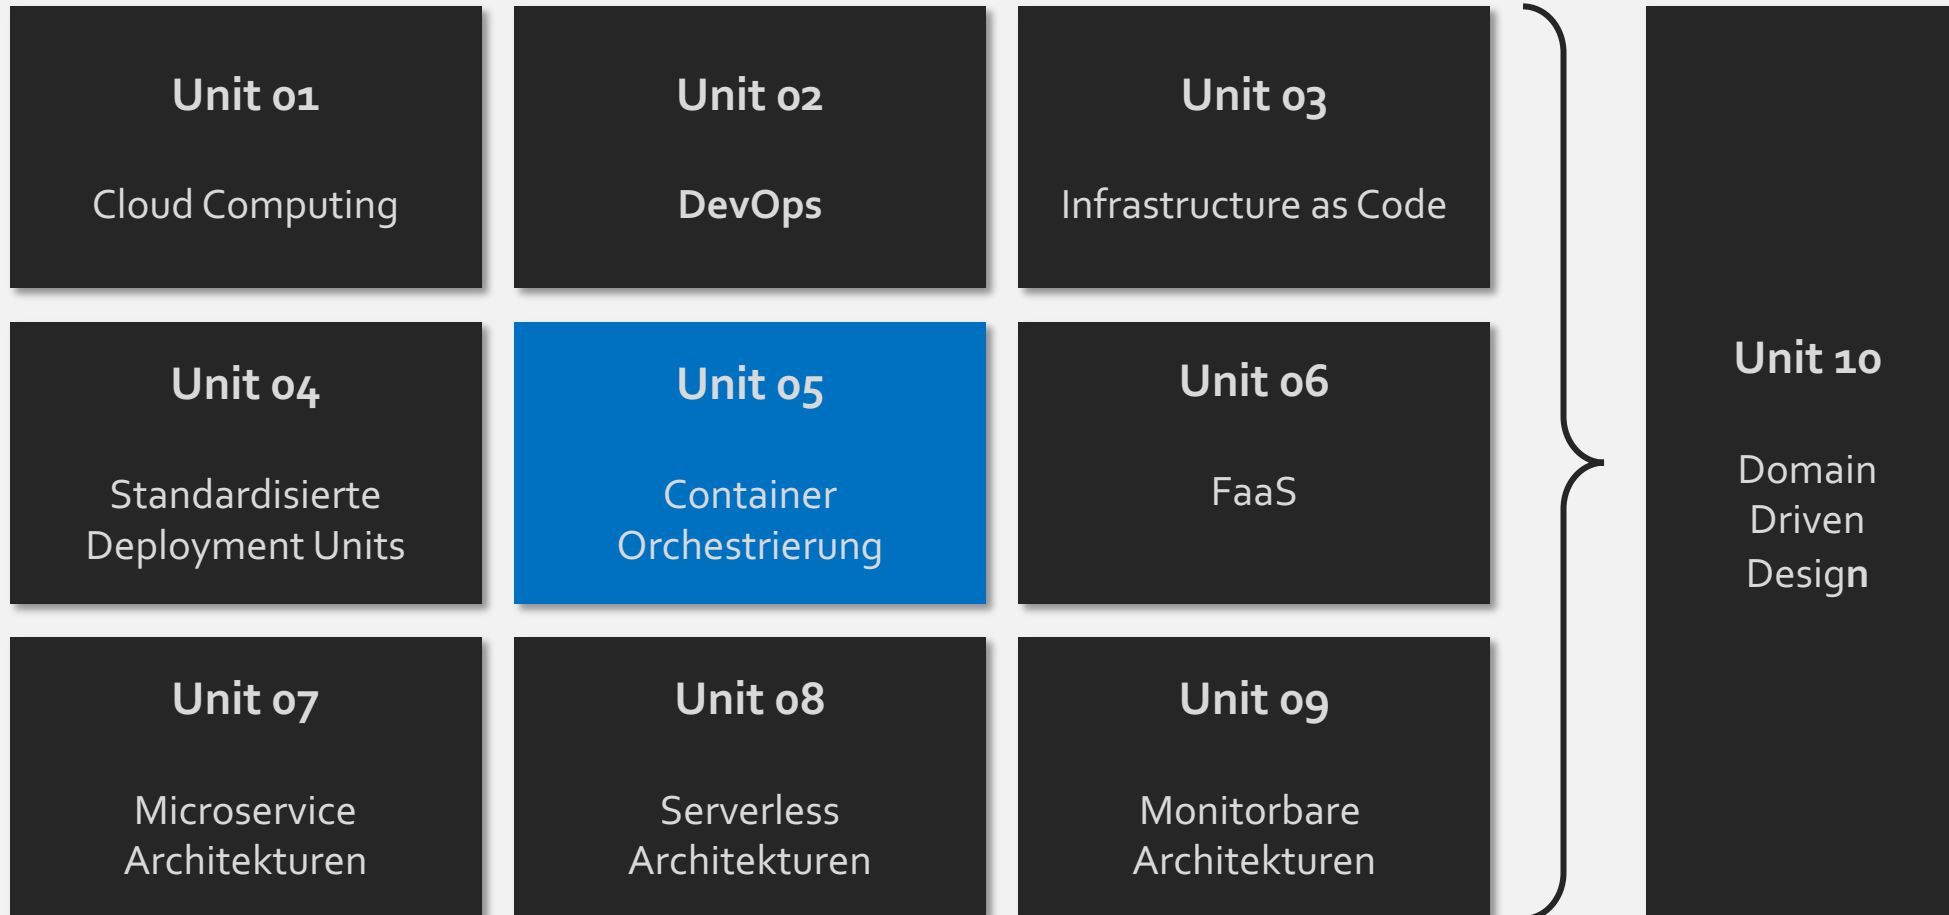 Unit 01
Cloud Computing
Unit 02
DevOps
Unit 03
Infrastructure as Code
Unit 04
Standardisierte
Deployment Units
Unit 05
Container
Orchestrierung
Unit 06
FaaS
Unit 07
Microservice
Architekturen
Unit 08
Serverless
Architekturen
Unit 09
Monitorbare
Architekturen
Unit 10
Domain
Driven
Design